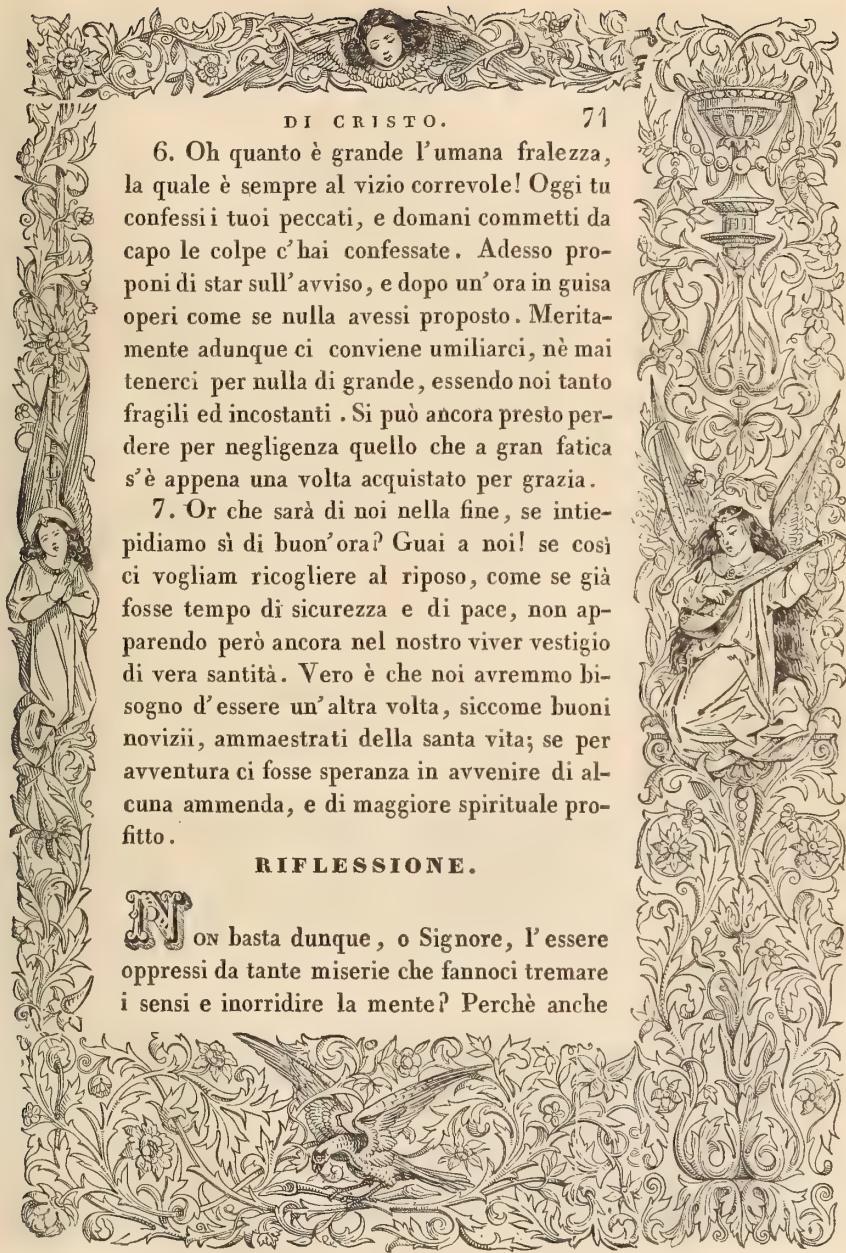 DI CRISTO. 71
6. Oh quanto è grande l'umana fralezza,
la quale è sempre al vizio correvole! Oggi tu
confessi i tuoi peccati, e domani commetti da
capo le colpe c'hai confessate. Adesso pro-
poni di star sull'avviso, e dopo un'ora in guisa
operi come se nulla avessi proposto. Merita-
mente adunque ci conviene umiliarci, nè mai
tenerci per nulla di grande, essendo noi tanto
fragili ed incostanti. Si può ancora presto per-
dere per negligenza quello che a gran fatica
s'è appena una volta acquistato per grazia.
7. Or che sarà di noi nella fine, se intie-
pidiamo sì di buon'ora? Guai a noi! se così
ci vogliam ricogliere al riposo, come se già
fosse tempo di sicurezza e di pace, non ap-
parendo però ancora nel nostro viver vestigio
di vera santità. Vero è che noi avremmo bi-
sogno d'essere un'altra volta, siccome buoni
novizii, ammaestrati della santa vita; se per
avventura ci fosse speranza in avvenire di al-
cuna ammenda, e di maggiore spirituale pro-
fitto.
RIFLESSIONE.
NON basta dunque, o Signore, l'essere
oppressi da tante miserie che fannoci tremare
i sensi e inorridire la mente? Perchè anche